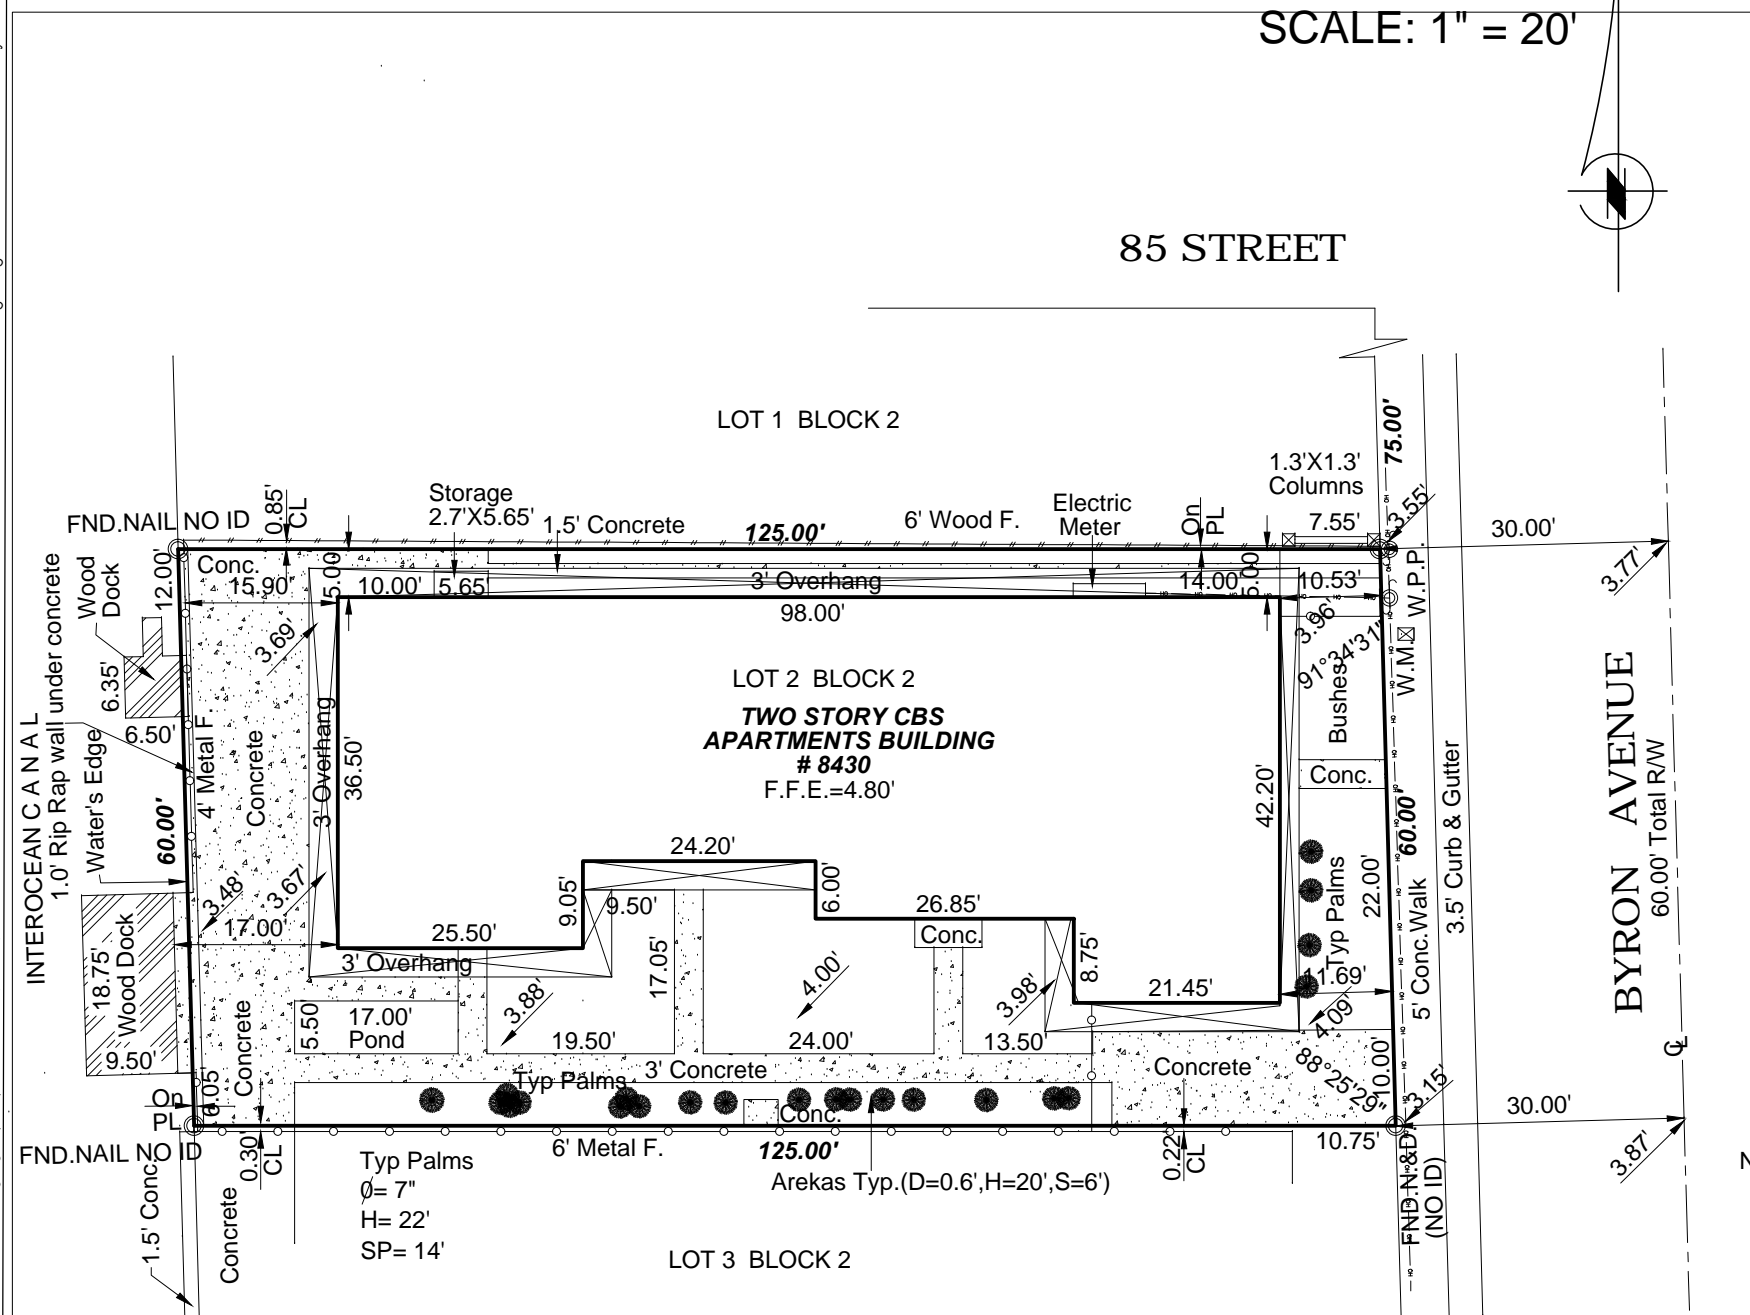 SCALE: 1" = 20'
85 STREET
LOT 1  BLOCK 2
75.00'
1.3'X1.3'
Columns
7.55'
3.55'
30.00'
3.77'
FND.NAIL NO ID
0.85'
CL
Storage
2.7'X5.65'
1.5' Concrete
125.00'
6' Wood F.
Electric
Meter
On
PL
Conc.
12.00'
15.90'
5.00'
10.00'
5.65'
3' Overhang
14.00'
5.00'
10.53'
98.00'
W.P.P.
W.M.
Wood
Dock
6.35'
6.50'
3.69'
3.96'
91°34'31"
Bushes
LOT 2  BLOCK 2
TWO STORY CBS
APARTMENTS BUILDING
# 8430
F.F.E.=4.80'
INTEROCEAN C A N A L
1.0' Rip Rap wall under concrete
Water's Edge
60.00'
4' Metal F.
Concrete
3' Overhang
36.50'
42.20'
Conc.
60.00'
3.5' Curb & Gutter
BYRON  AVENUE
60.00' Total R/W
24.20'
9.05'
9.50'
6.00'
26.85'
Conc.
Typ Palms
22.00'
5' Conc.Walk
3.48'
3.67'
17.00'
25.50'
3' Overhang
17.05'
4.00'
8.75'
3.98'
21.45'
11.69'
4.09'
18.75'
Wood Dock
9.50'
5.50'
17.00'
Pond
3.88'
19.50'
24.00'
13.50'
Concrete
Typ Palms
3' Concrete
Concrete
88°25'29"
10.00'
3.15'
30.00'
3.87'
CL
On
PL
6.05'
Conc.
FND.NAIL NO ID
0.30'
CL
6' Metal F.
125.00'
0.22'
CL
10.75'
FND.N.&D.
(NO ID)
1.5' Conc.
Concrete
Typ Palms
0= 7"
H= 22'
SP= 14'
Arekas Typ.(D=0.6',H=20',S=6')
LOT 3  BLOCK 2